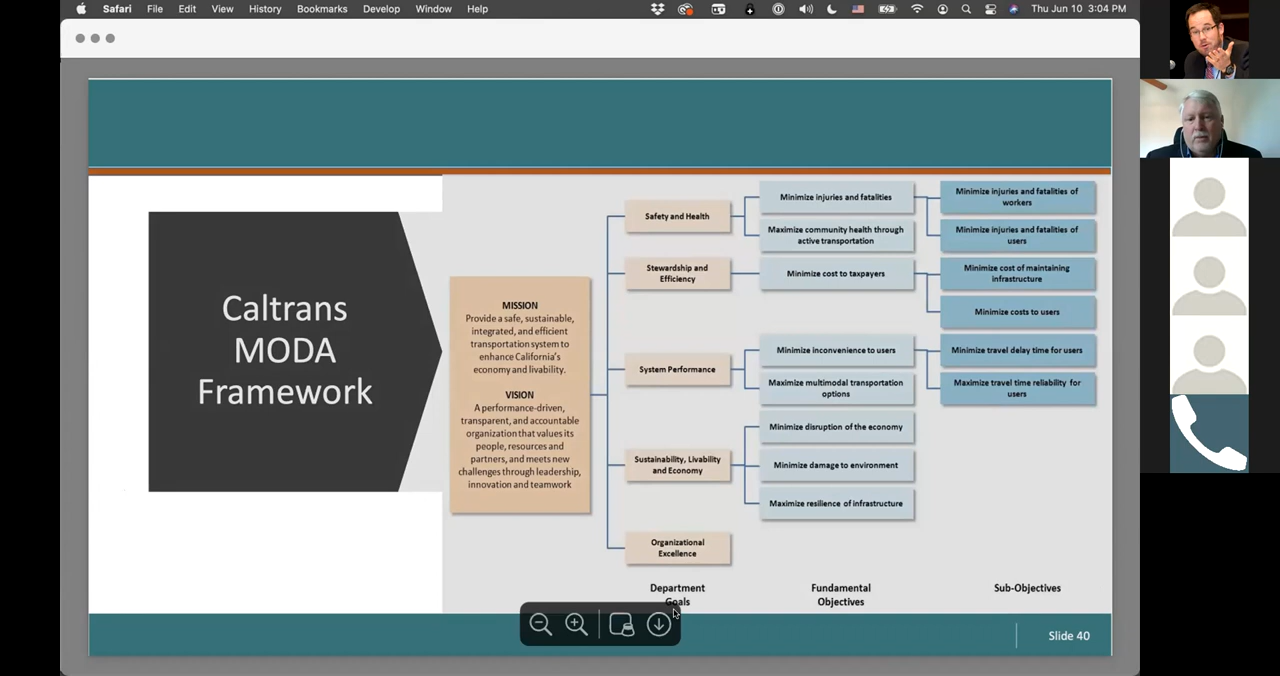 Safari File Edit View History Bookmarks Develop Window Help Thu Jun 10 3:04 PM
Caltrans
MODA
Framework
MISSION
Provide a safe, sustainable,
integrated, and efficient
transportation system to
enhance California's
economy and livability.
VISION
A performance-driven,
transparent, and accountable
organization that values its
people, resources and
partners, and meets new
challenges through leadership,
innovation and teamwork
Safety and Health
Stewardship and
Efficiency
System Performance
Sustainability, Livability
and Economy
Organizational
Excellence
Department
Goals
Minimize injuries and fatalities
Maximize community health through
active transportation
Minimize cost to taxpayers
Minimize inconvenience to users
Maximize multimodal transportation
options
Minimize disruption of the economy
Minimize damage to environment
Maximize resilience of infrastructure
Fundamental
Objectives
Minimize injuries and fatalities of
workers
Minimize injuries and fatalities of
users
Minimize cost of maintaining
infrastructure
Minimize costs to users
Minimize travel delay time for users
Maximize travel time reliability for
users
Sub-Objectives
Slide 40